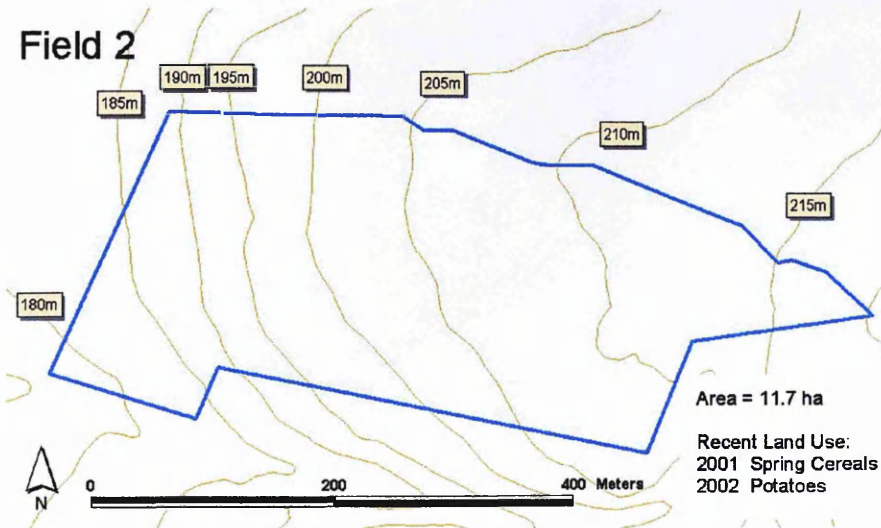 Field 2
190m 195m 200m 205m
185m
210m
215m
180m
Area = 11.7 ha
Recent Land Use:
2001 Spring Cereals
2002 Potatoes
N
0 200 400 Meters